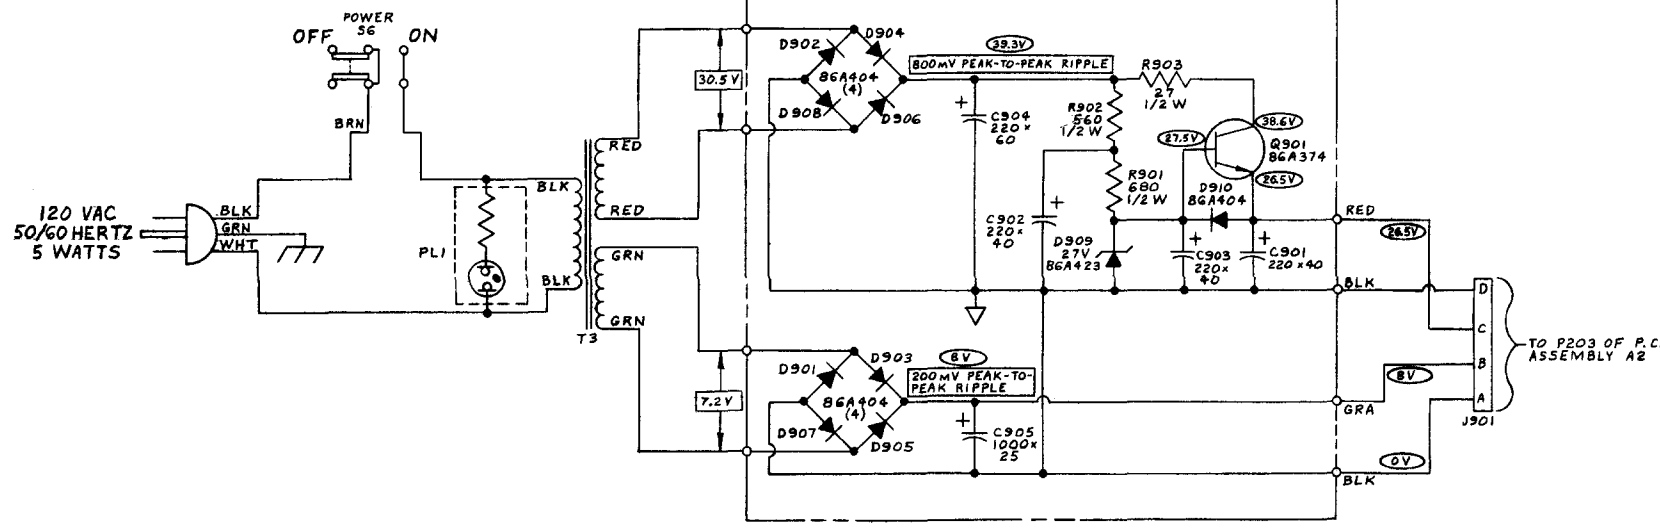 POWER
S6
OFF
ON
BRN
120 VAC
50/60 HERTZ
5 WATTS
BLK
GRN
WHT
PL1
BLK
BLK
T3
RED
RED
GRN
GRN
30.5V
7.2V
D902
D904
86A404
(4)
D908
D906
39.3V
800MV PEAK-TO-PEAK RIPPLE
C904
220×
60
R903
27
1/2 W
R902
560
1/2 W
R901
680
1/2W
27.5V
38.6V
Q901
86A374
26.5V
D910
86A404
C902
220×
40
D909
27V
86A423
C903
220×
40
C901
220×40
RED
26.5V
BLK
D901
D903
86A404
(4)
D907
D905
8V
200MV PEAK-TO-
PEAK RIPPLE
C905
1000×
25
GRA
8V
0V
BLK
D
C
B
A
J901
TO P203 OF P.C.
ASSEMBLY A2